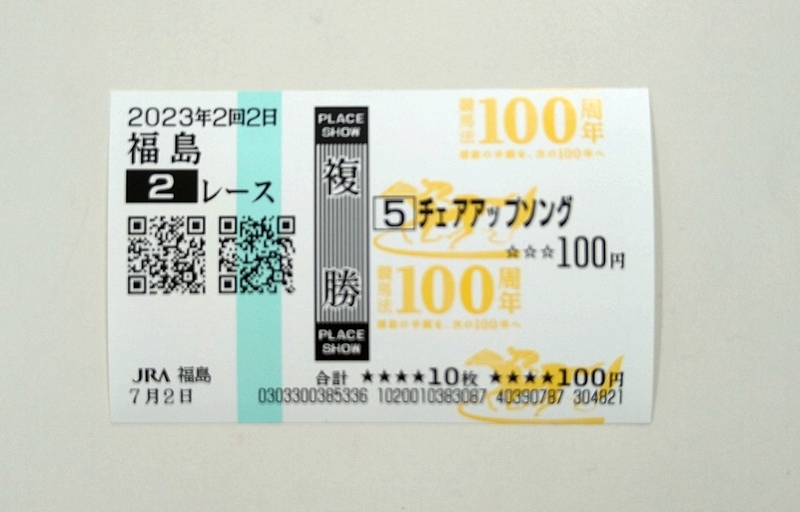 2023年2回2日
福島
2レース
JRA 福島
7月2日
PLACE
SHOW
複
勝
PLACE
SHOW
競馬法100周年
5 チェアアップソング
☆☆☆100円
競馬法100周年
合計 ★★★★10枚 ★★★★100円
0303300385336 1020010383087 40390787 304821